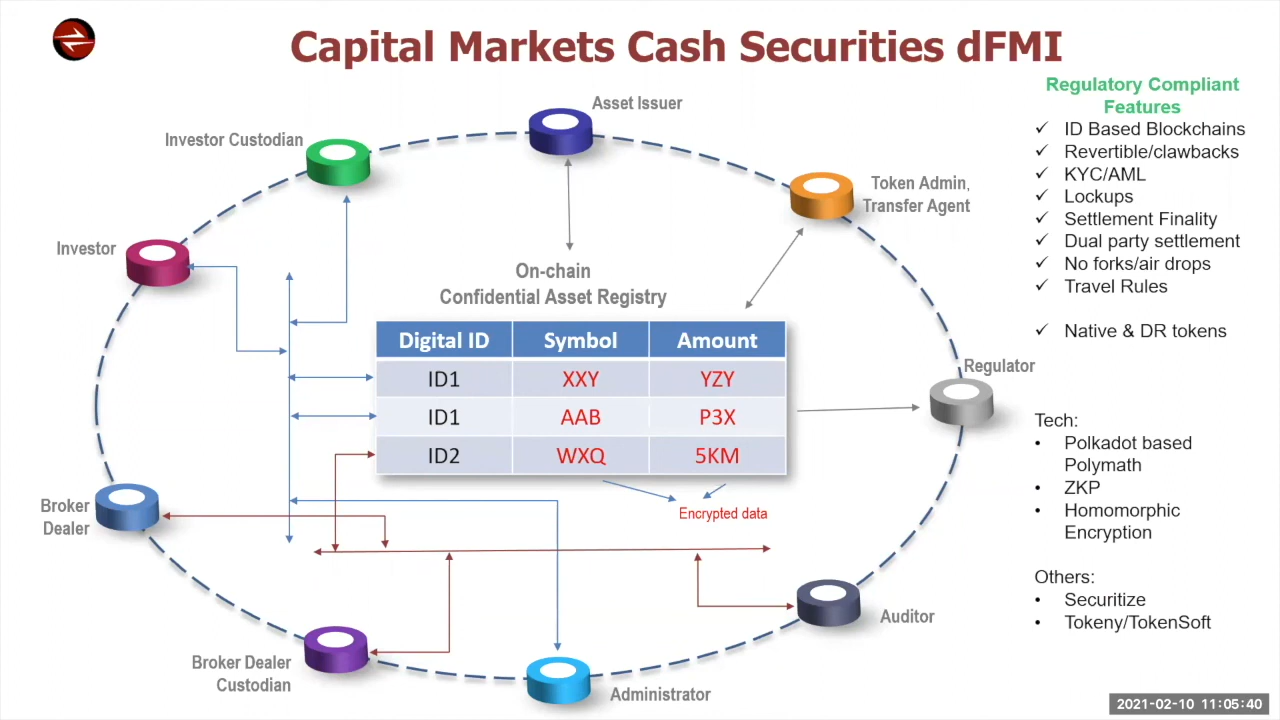 Capital Markets Cash Securities dFMI
Asset Issuer
Investor Custodian
Token Admin,
Transfer Agent
Investor
On-chain
Confidential Asset Registry
Digital ID Symbol Amount
ID1 XXY YZY
ID1 AAB P3X
ID2 WXQ 5KM
Encrypted data
Regulator
Broker
Dealer
Auditor
Broker Dealer
Custodian
Administrator
Regulatory Compliant
Features
✓ ID Based Blockchains
✓ Revertible/clawbacks
✓ KYC/AML
✓ Lockups
✓ Settlement Finality
✓ Dual party settlement
✓ No forks/air drops
✓ Travel Rules
✓ Native & DR tokens
Tech:
• Polkadot based
Polymath
• ZKP
• Homomorphic
Encryption
Others:
• Securitize
• Tokeny/TokenSoft
2021-02-10 11:05:40